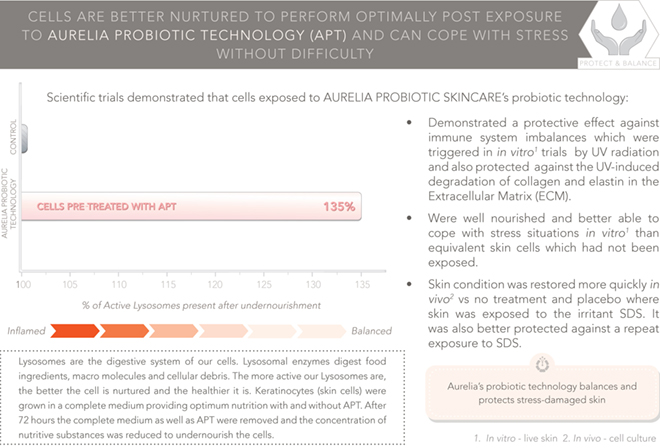 CELLS ARE BETTER NURTURED TO PERFORM OPTIMALLY POST EXPOSURE
TO AURELIA PROBIOTIC TECHNOLOGY (APT) AND CAN COPE WITH STRESS
WITHOUT DIFFICULTY
PROTECT & BALANCE
Scientific trials demonstrated that cells exposed to AURELIA PROBIOTIC SKINCARE's probiotic technology:
CONTROL
AURELIA PROBIOTIC
TECHNOLOGY
CELLS PRE-TREATED WITH APT 135%
100 105 110 115 120 125 130 135
% of Active Lysosomes present after undernourishment
Inflamed Balanced
Lysosomes are the digestive system of our cells. Lysosomal enzymes digest food
ingredients, macro molecules and cellular debris. The more active our Lysosomes are,
the better the cell is nurtured and the healthier it is. Keratinocytes (skin cells) were
grown in a complete medium providing optimum nutrition with and without APT. After
72 hours the complete medium as well as APT were removed and the concentration of
nutritive substances was reduced to undernourish the cells.
• Demonstrated a protective effect against
immune system imbalances which were
triggered in in vitro¹ trials by UV radiation
and also protected against the UV-induced
degradation of collagen and elastin in the
Extracellular Matrix (ECM).
• Were well nourished and better able to
cope with stress situations in vitro¹ than
equivalent skin cells which had not been
exposed.
• Skin condition was restored more quickly in
vivo² vs no treatment and placebo where
skin was exposed to the irritant SDS. It
was also better protected against a repeat
exposure to SDS.
Aurelia's probiotic technology balances and
protects stress-damaged skin
1. In vitro - live skin 2. In vivo - cell culture